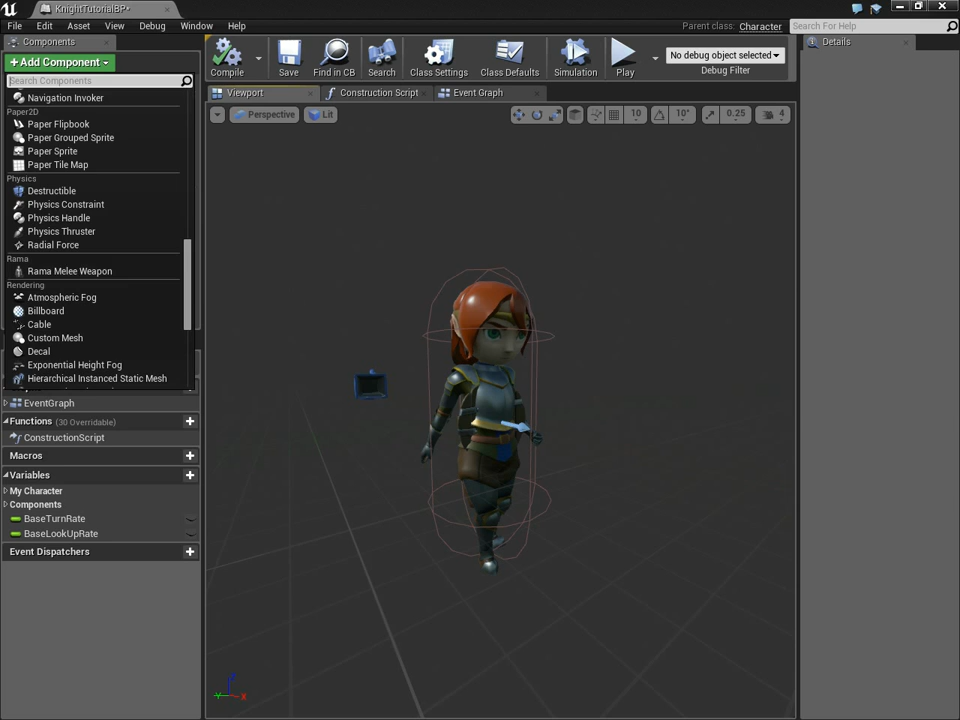 KnightTutorialBP*
File Edit Asset View Debug Window Help
Parent class: Character
Search For Help
Components
Details
+Add Component
Search Components
Compile
Save
Find in CB
Search
Class Settings
Class Defaults
Simulation
Play
No debug object selected
Debug Filter
Viewport
Construction Script
Event Graph
Perspective
Lit
10
10°
0.25
4
Navigation Invoker
Paper2D
Paper Flipbook
Paper Grouped Sprite
Paper Sprite
Paper Tile Map
Physics
Destructible
Physics Constraint
Physics Handle
Physics Thruster
Radial Force
Rama
Rama Melee Weapon
Rendering
Atmospheric Fog
Billboard
Cable
Custom Mesh
Decal
Exponential Height Fog
Hierarchical Instanced Static Mesh
EventGraph
Functions (30 Overridable)
ConstructionScript
Macros
Variables
My Character
Components
BaseTurnRate
BaseLookUpRate
Event Dispatchers
Z
Y
X